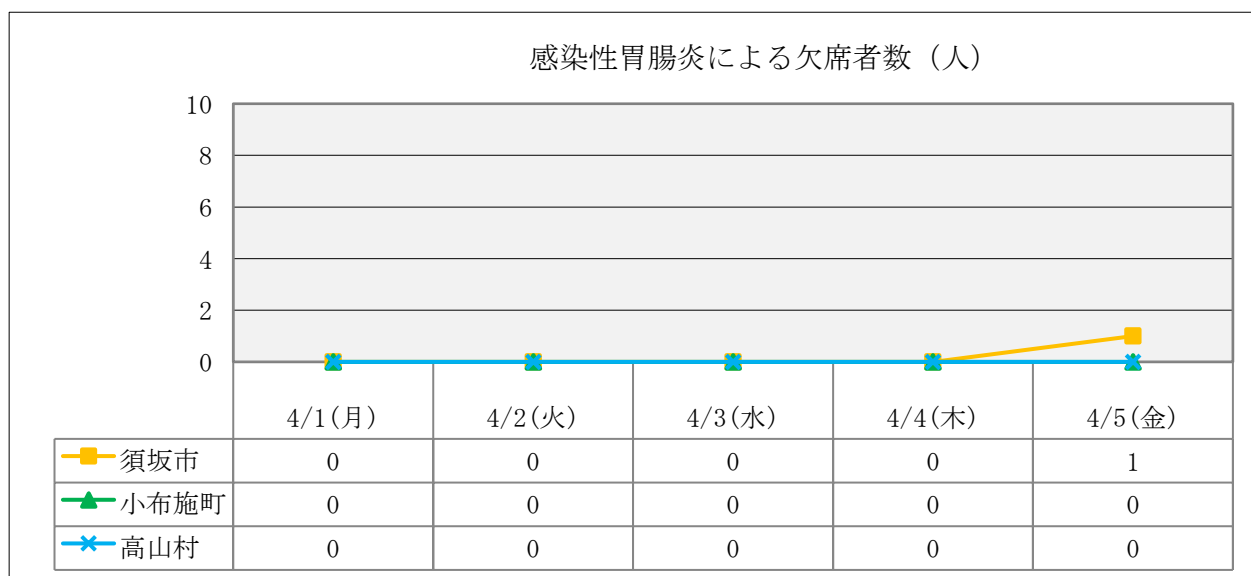 感染性胃腸炎による欠席者数（人）
10
8
6
4
2
0
4/1(月) 4/2(火) 4/3(水) 4/4(木) 4/5(金)
須坂市 0 0 0 0 1
小布施町 0 0 0 0 0
高山村 0 0 0 0 0